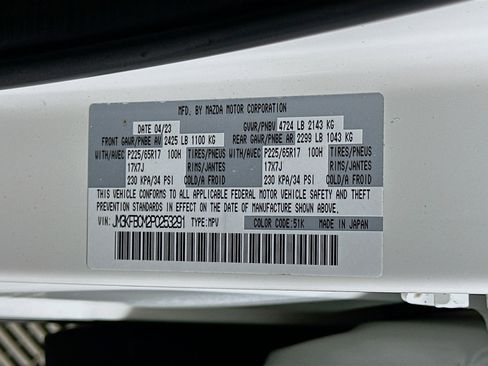 MFD. BY MAZDA MOTOR CORPORATION
DATE 04/23 GVWR/PNBV 4724 LB 2143 KG
FRONT GAWR/PNBE AV 2425 LB 1100 KG REAR GAWR/PNBE AR 2299 LB 1043 KG
WITH/AVEC P225/65R17 100H TIRES/PNEUS WITH/AVEC P225/65R17 100H TIRES/PNEUS
17X7J RIMS/JANTES 17X7J RIMS/JANTES
230 KPA/34 PSI COLD/A FROID 230 KPA/34 PSI COLD/A FROID
THIS VEHICLE CONFORMS TO ALL APPLICABLE FEDERAL MOTOR VEHICLE SAFETY AND THEFT
PREVENTION STANDARDS IN EFFECT ON THE DATE OF MANUFACTURE SHOWN ABOVE.
VIN: JM3KFBCM2P0253291 TYPE:MPV COLOR CODE:51K MADE IN JAPAN